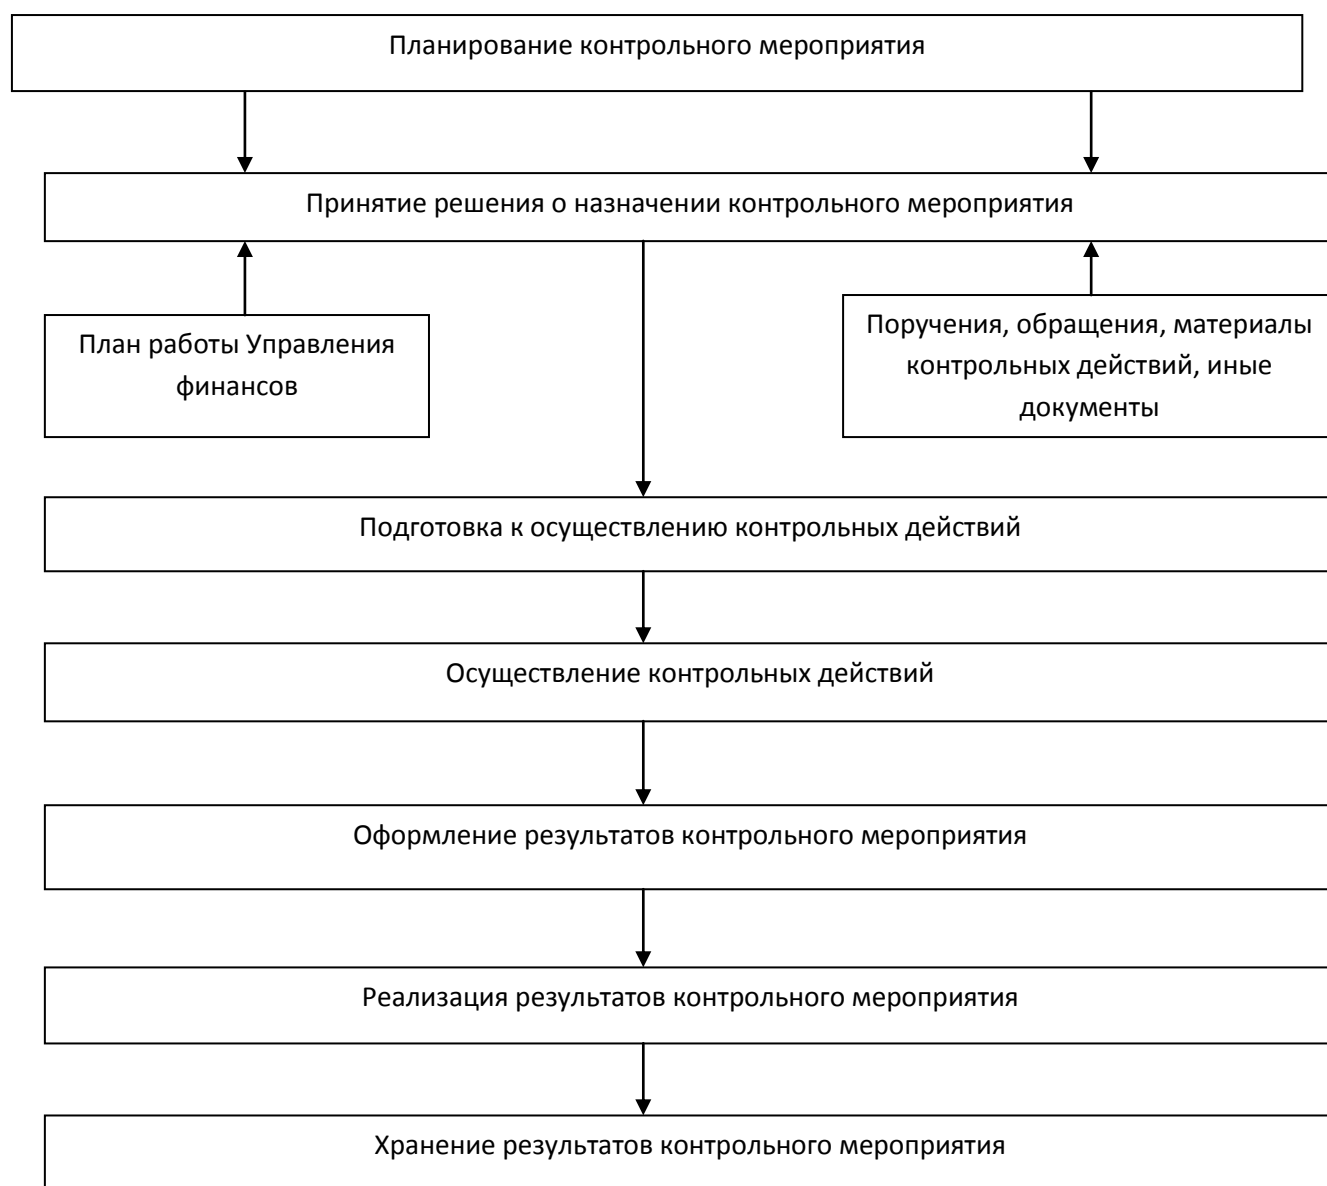 Планирование контрольного мероприятия
Принятие решения о назначении контрольного мероприятия
План работы Управления
финансов
Поручения, обращения, материалы
контрольных действий, иные
документы
Подготовка к осуществлению контрольных действий
Осуществление контрольных действий
Оформление результатов контрольного мероприятия
Реализация результатов контрольного мероприятия
Хранение результатов контрольного мероприятия